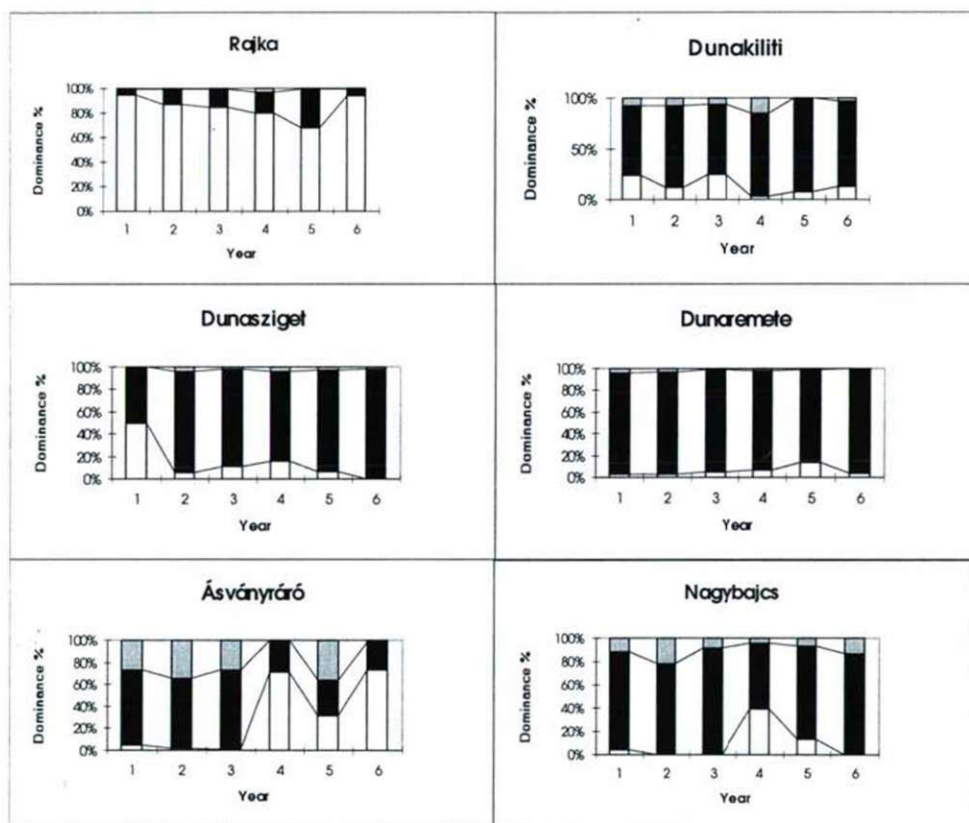 Rajka
Dominance %
100%
80%
60%
40%
20%
0%
1 2 3 4 5 6
Year
Dunakiliti
Dominance %
100%
50%
0%
1 2 3 4 5 6
Year
Dunasziget
Dominance %
100%
80%
60%
40%
20%
0%
1 2 3 4 5 6
Year
Dunaremete
Dominance %
100%
80%
60%
40%
20%
0%
1 2 3 4 5 6
Year
Ásványráró
Dominance %
100%
80%
60%
40%
20%
0%
1 2 3 4 5 6
Year
Nagybajcs
Dominance %
100%
80%
60%
40%
20%
0%
1 2 3 4 5 6
Year